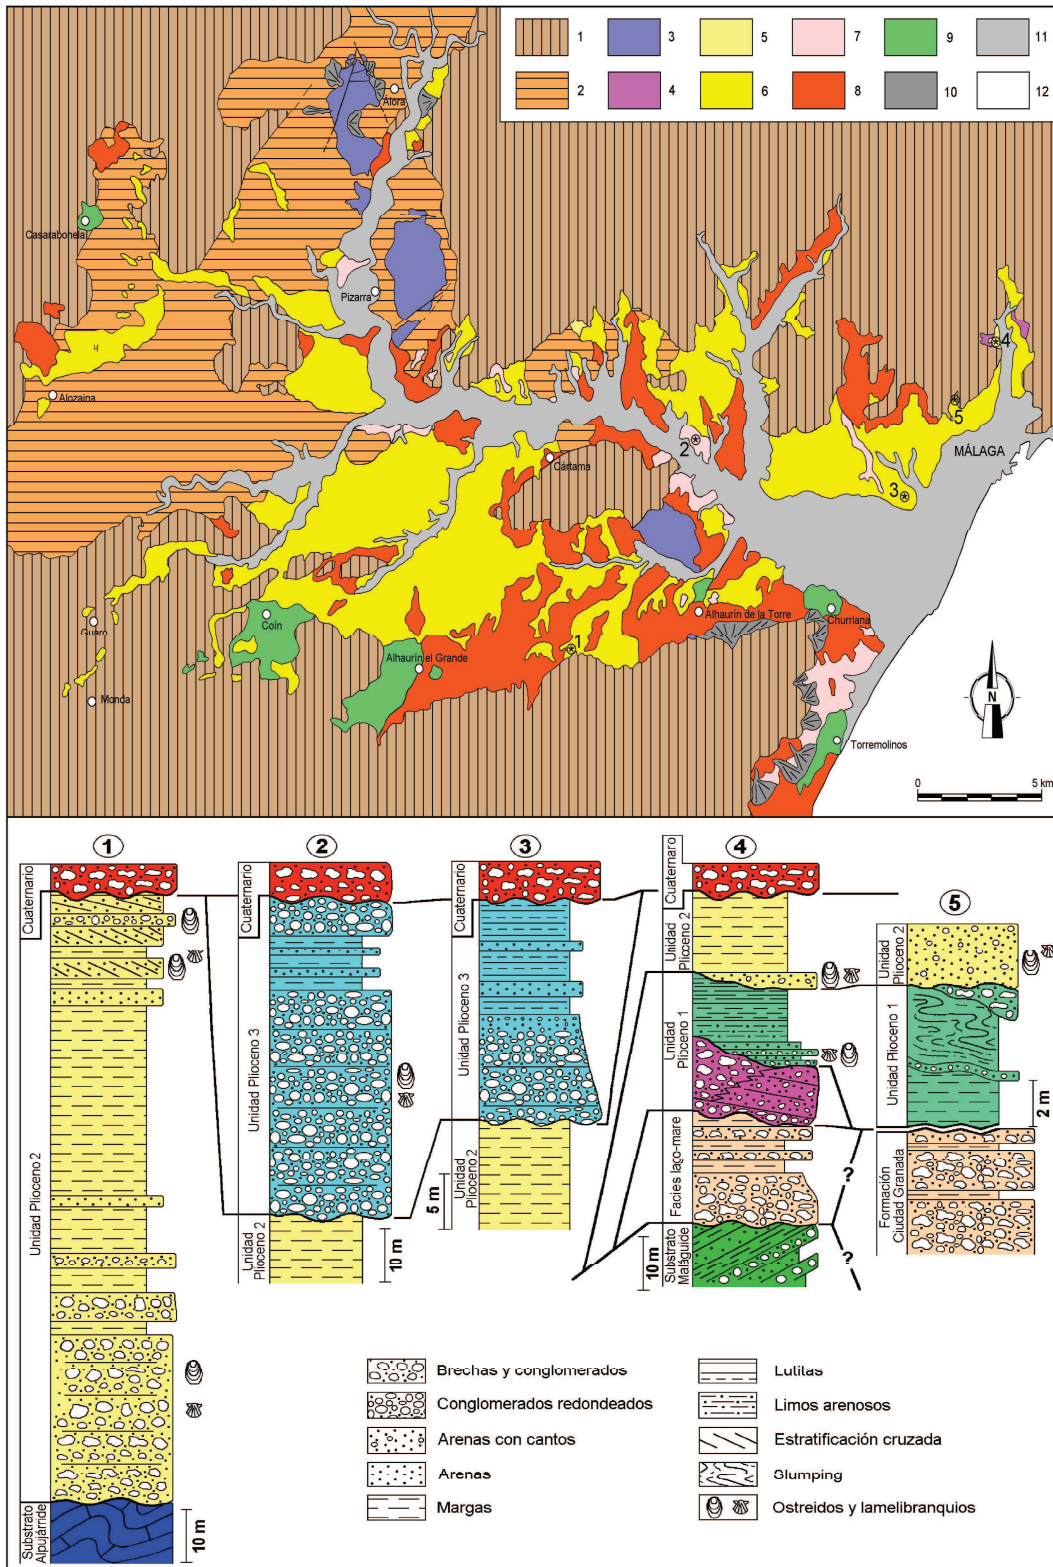 1 3 5 7 9 11
2 4 6 8 10 12
Álora
Casarabonela
Pizarra
Alozaina
4
5
MÁLAGA
2
Cártama
3
Guaro
Coín
Alhaurín de la Torre
Churriana
1
Alhaurín el Grande
Monda
N
Torremolinos
0 5 km
1
2
3
4
5
Cuaternario
Unidad Plioceno 2
Substrato Alpujárride
10 m
Cuaternario
Unidad Plioceno 3
Unidad Plioceno 2
10 m
Cuaternario
Unidad Plioceno 3
Unidad Plioceno 2
5 m
Cuaternario
Unidad Plioceno 2
Unidad Plioceno 1
Facies lago-mare
Substrato Maláguide
10 m
?
?
Unidad Plioceno 2
Unidad Plioceno 1
Formación Ciudad Granada
2 m
Brechas y conglomerados
Conglomerados redondeados
Arenas con cantos
Arenas
Margas
Lutitas
Limos arenosos
Estratificación cruzada
Slumping
Ostreidos y lamelibranquios